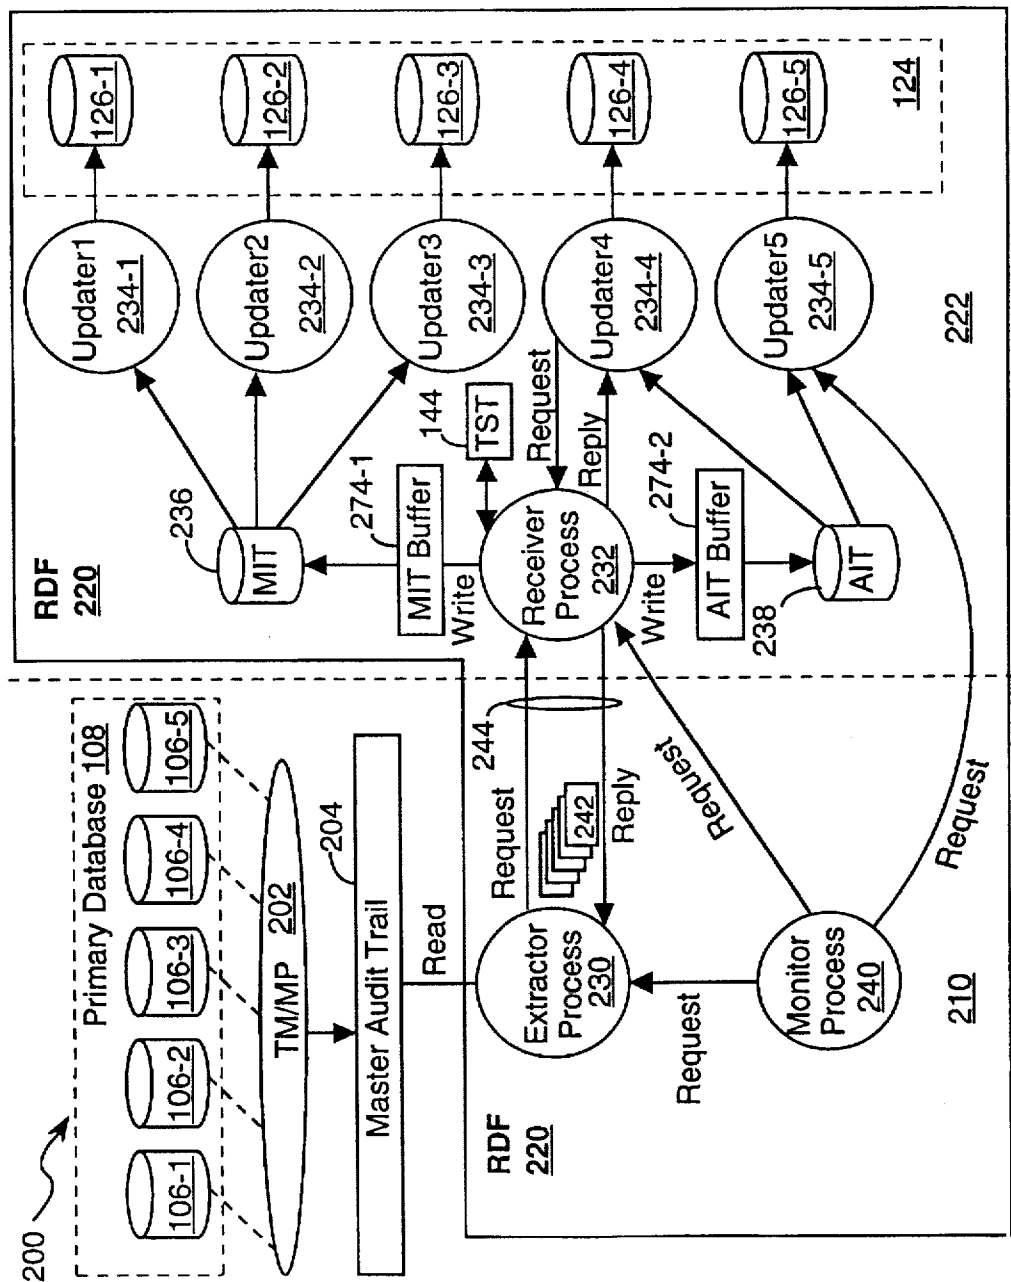 200
Primary Database 108
106-1
106-2
106-3
106-4
106-5
TM/MP 202
204
Master Audit Trail
Read
RDF
220
Extractor
Process
230
Request
244
242
Reply
Request
Monitor
Process
240
Request
Request
210
RDF
220
236
MIT
274-1
MIT Buffer
Write
144
TST
Receiver
Process
232
Request
Reply
Write
274-2
AIT Buffer
AIT
238
Updater1
234-1
Updater2
234-2
Updater3
234-3
Updater4
234-4
Updater5
234-5
222
126-1
126-2
126-3
126-4
126-5
124